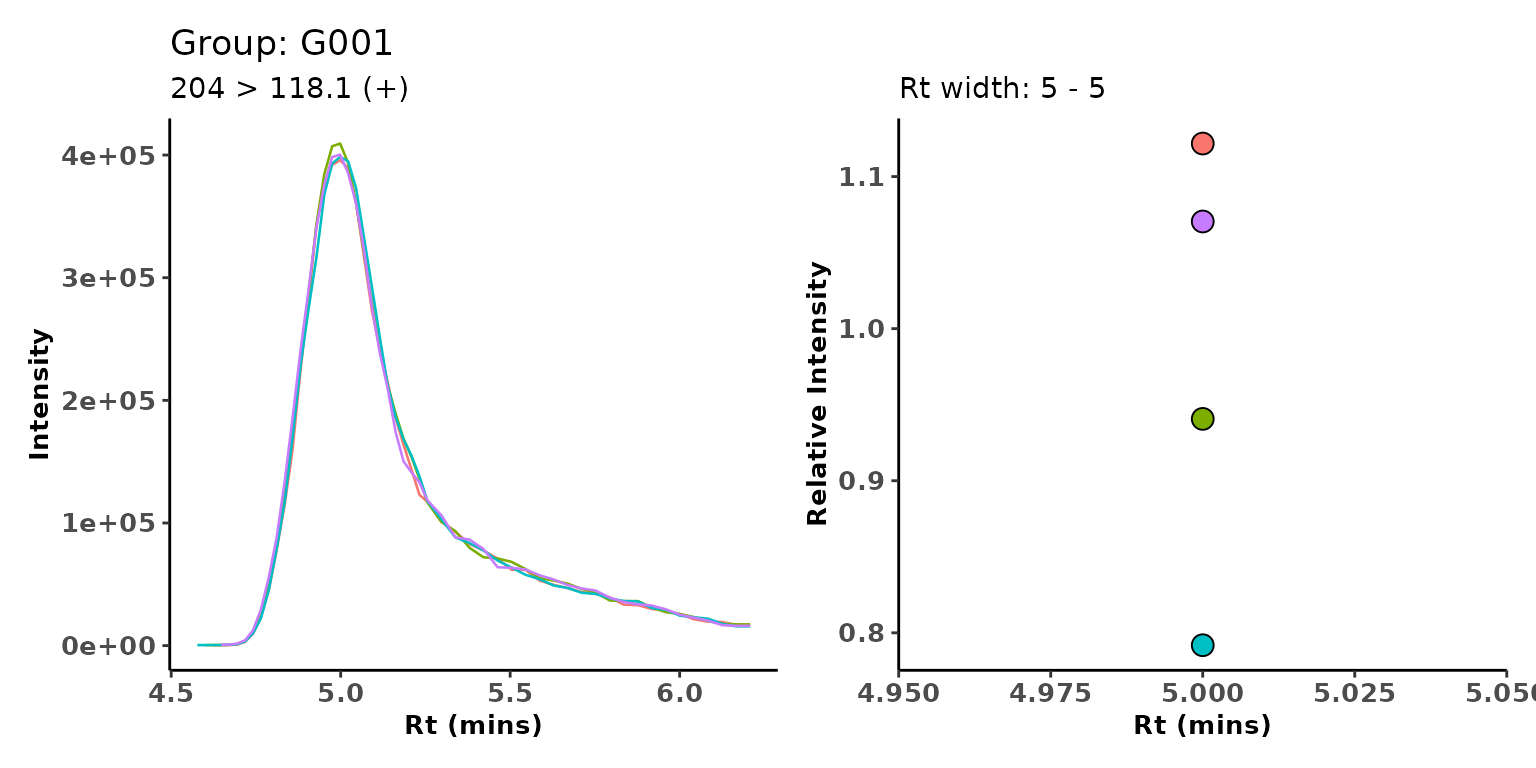 Group: G001
204 > 118.1 (+)
Intensity
4e+05
3e+05
2e+05
1e+05
0e+00
4.5 5.0 5.5 6.0
Rt (mins)
Rt width: 5 - 5
Relative Intensity
1.1
1.0
0.9
0.8
4.950 4.975 5.000 5.025 5.050
Rt (mins)